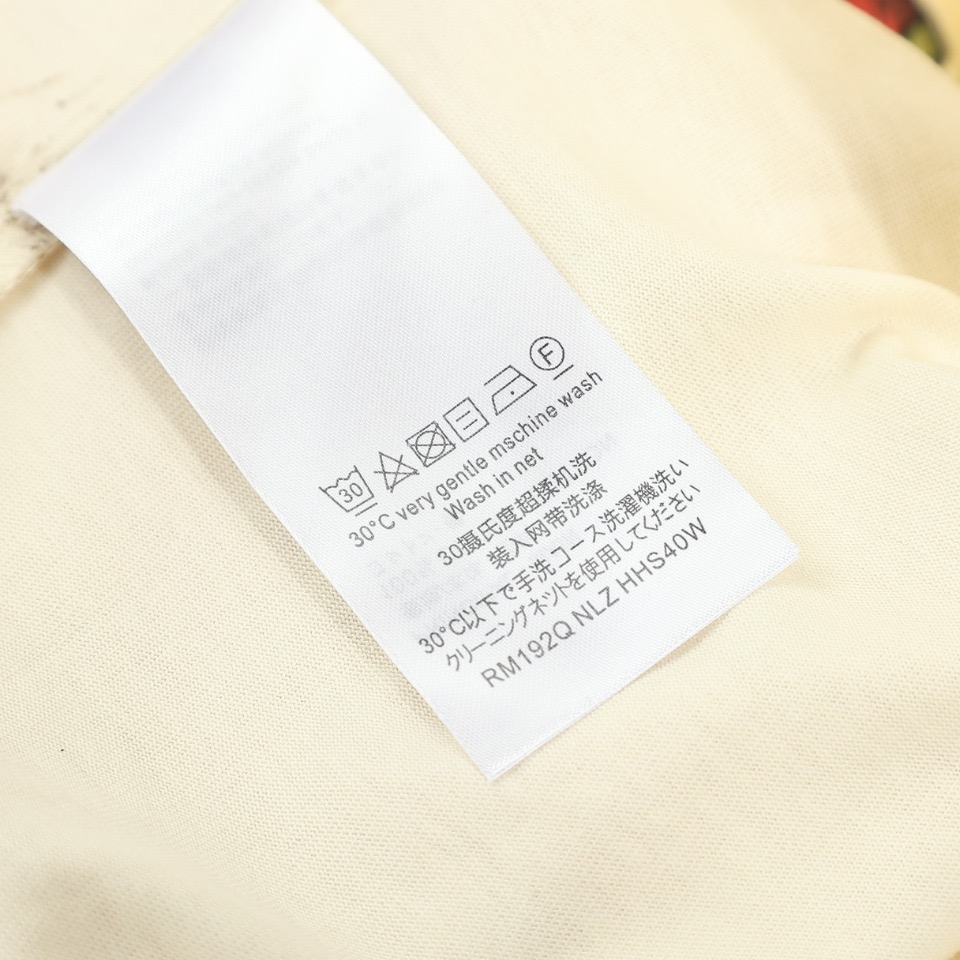 30 F
30°C very gentle mschine wash
Wash in net
30摄氏度超揉机洗
装入网带洗涤
30°C以下で手洗コース洗濯機洗い
クリーニングネットを使用してください
RM192Q NLZ HHS40W